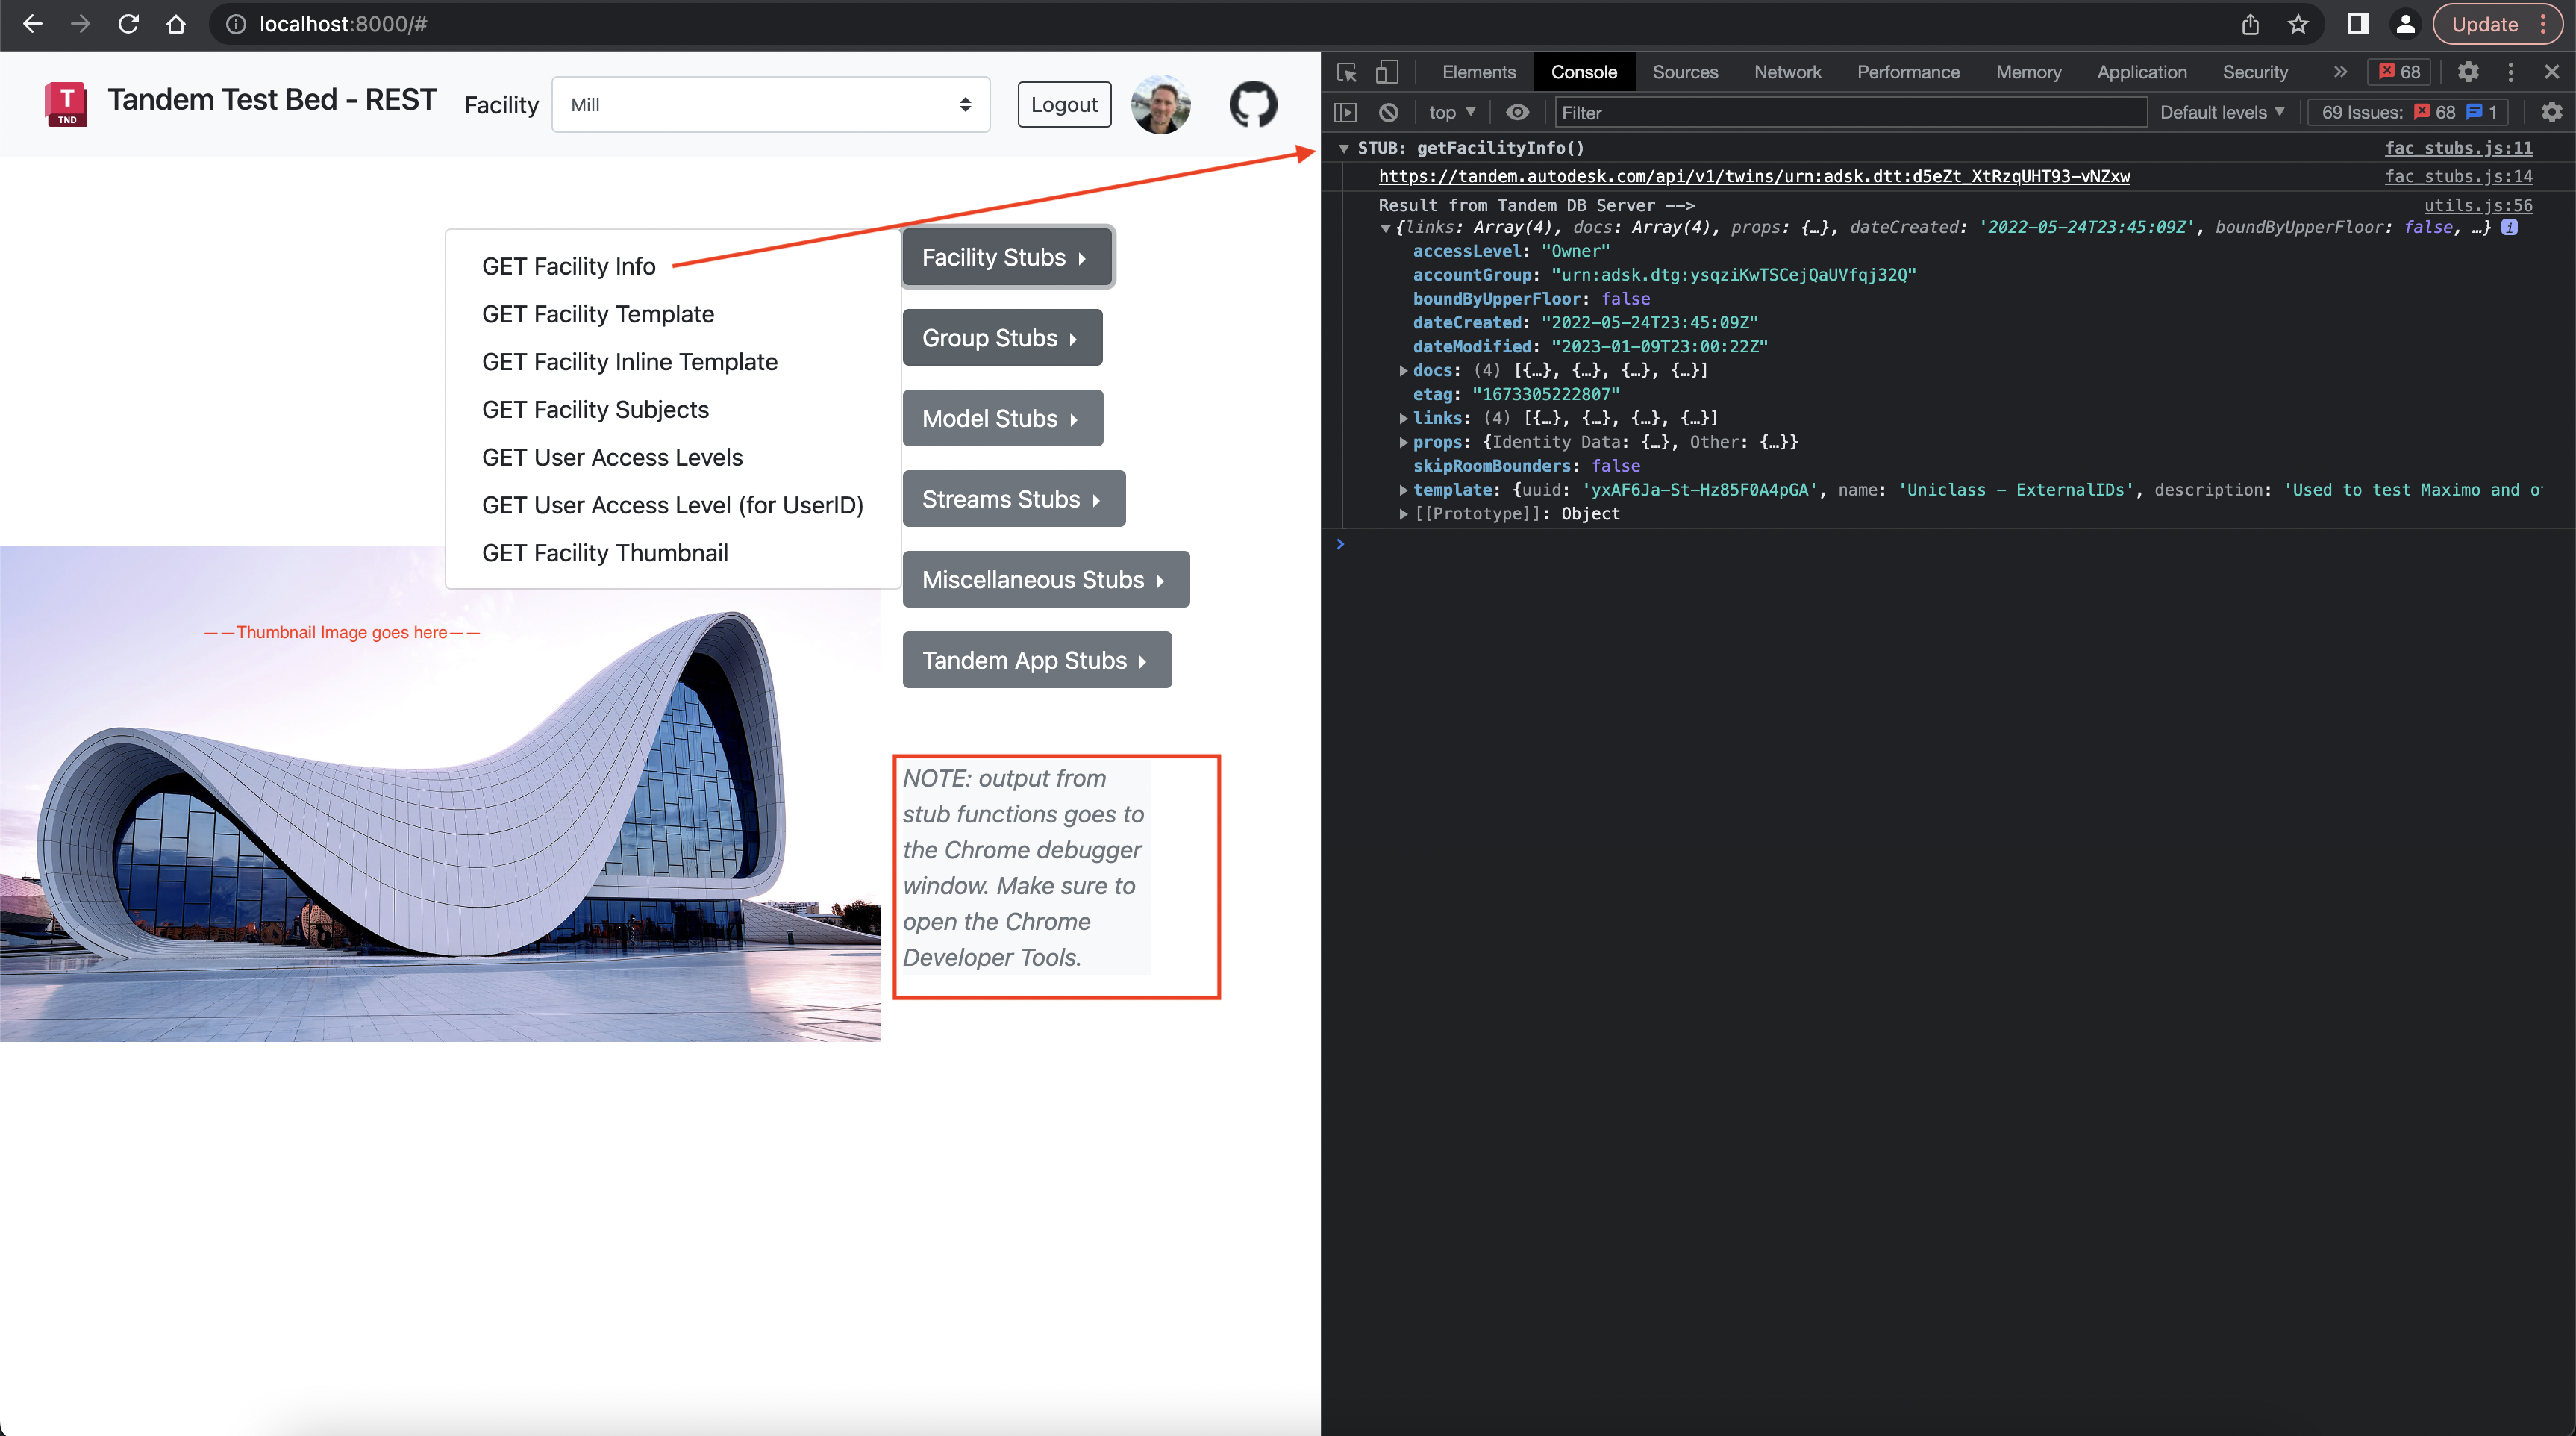 localhost:8000/#
Update
T
TND
Tandem Test Bed - REST
Facility
Mill
Logout
GET Facility Info
GET Facility Template
GET Facility Inline Template
GET Facility Subjects
GET User Access Levels
GET User Access Level (for UserID)
GET Facility Thumbnail
Facility Stubs
Group Stubs
Model Stubs
Streams Stubs
Miscellaneous Stubs
Tandem App Stubs
——Thumbnail Image goes here——
NOTE: output from
stub functions goes to
the Chrome debugger
window. Make sure to
open the Chrome
Developer Tools.
Elements Console Sources Network Performance Memory Application Security » 68
top Filter Default levels 69 Issues: 68 1
STUB: getFacilityInfo() fac_stubs.js:11
https://tandem.autodesk.com/api/v1/twins/urn:adsk.dtt:d5eZt_XtRzqUHT93-vNZxw fac_stubs.js:14
Result from Tandem DB Server --> utils.js:56
{links: Array(4), docs: Array(4), props: {…}, dateCreated: '2022-05-24T23:45:09Z', boundByUpperFloor: false, …} i
accessLevel: "Owner"
accountGroup: "urn:adsk.dtg:ysqziKwTSCejQaUVfqj32Q"
boundByUpperFloor: false
dateCreated: "2022-05-24T23:45:09Z"
dateModified: "2023-01-09T23:00:22Z"
docs: (4) [{…}, {…}, {…}, {…}]
etag: "1673305222807"
links: (4) [{…}, {…}, {…}, {…}]
props: {Identity Data: {…}, Other: {…}}
skipRoomBounders: false
template: {uuid: 'yxAF6Ja-St-Hz85F0A4pGA', name: 'Uniclass - ExternalIDs', description: 'Used to test Maximo and o
[[Prototype]]: Object